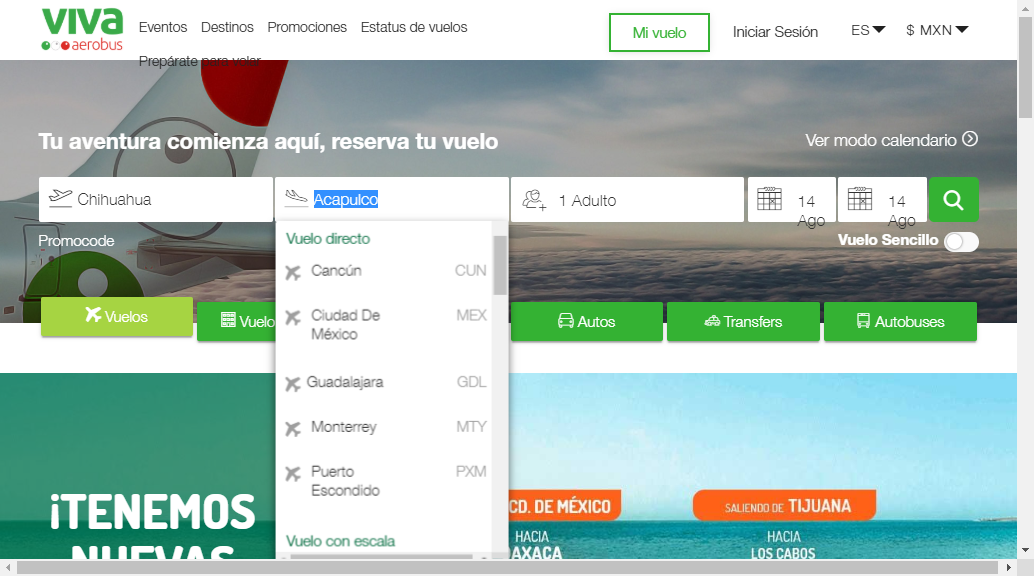 viva
aerobus
Eventos Destinos Promociones Estatus de vuelos
Prepárate para volar
Mi vuelo
Iniciar Sesión
ES
$ MXN
Tu aventura comienza aquí, reserva tu vuelo
Ver modo calendario
Chihuahua
Acapulco
1 Adulto
14
Ago
14
Ago
Promocode
Vuelo Sencillo
Vuelo directo
Cancún CUN
Ciudad De
México
MEX
Guadalajara GDL
Monterrey MTY
Puerto
Escondido
PXM
Vuelo con escala
Vuelos
Vuelo
Autos
Transfers
Autobuses
¡TENEMOS
NUEVAS
CD. DE MÉXICO
HACIA
OAXACA
SALIENDO DE TIJUANA
HACIA
LOS CABOS